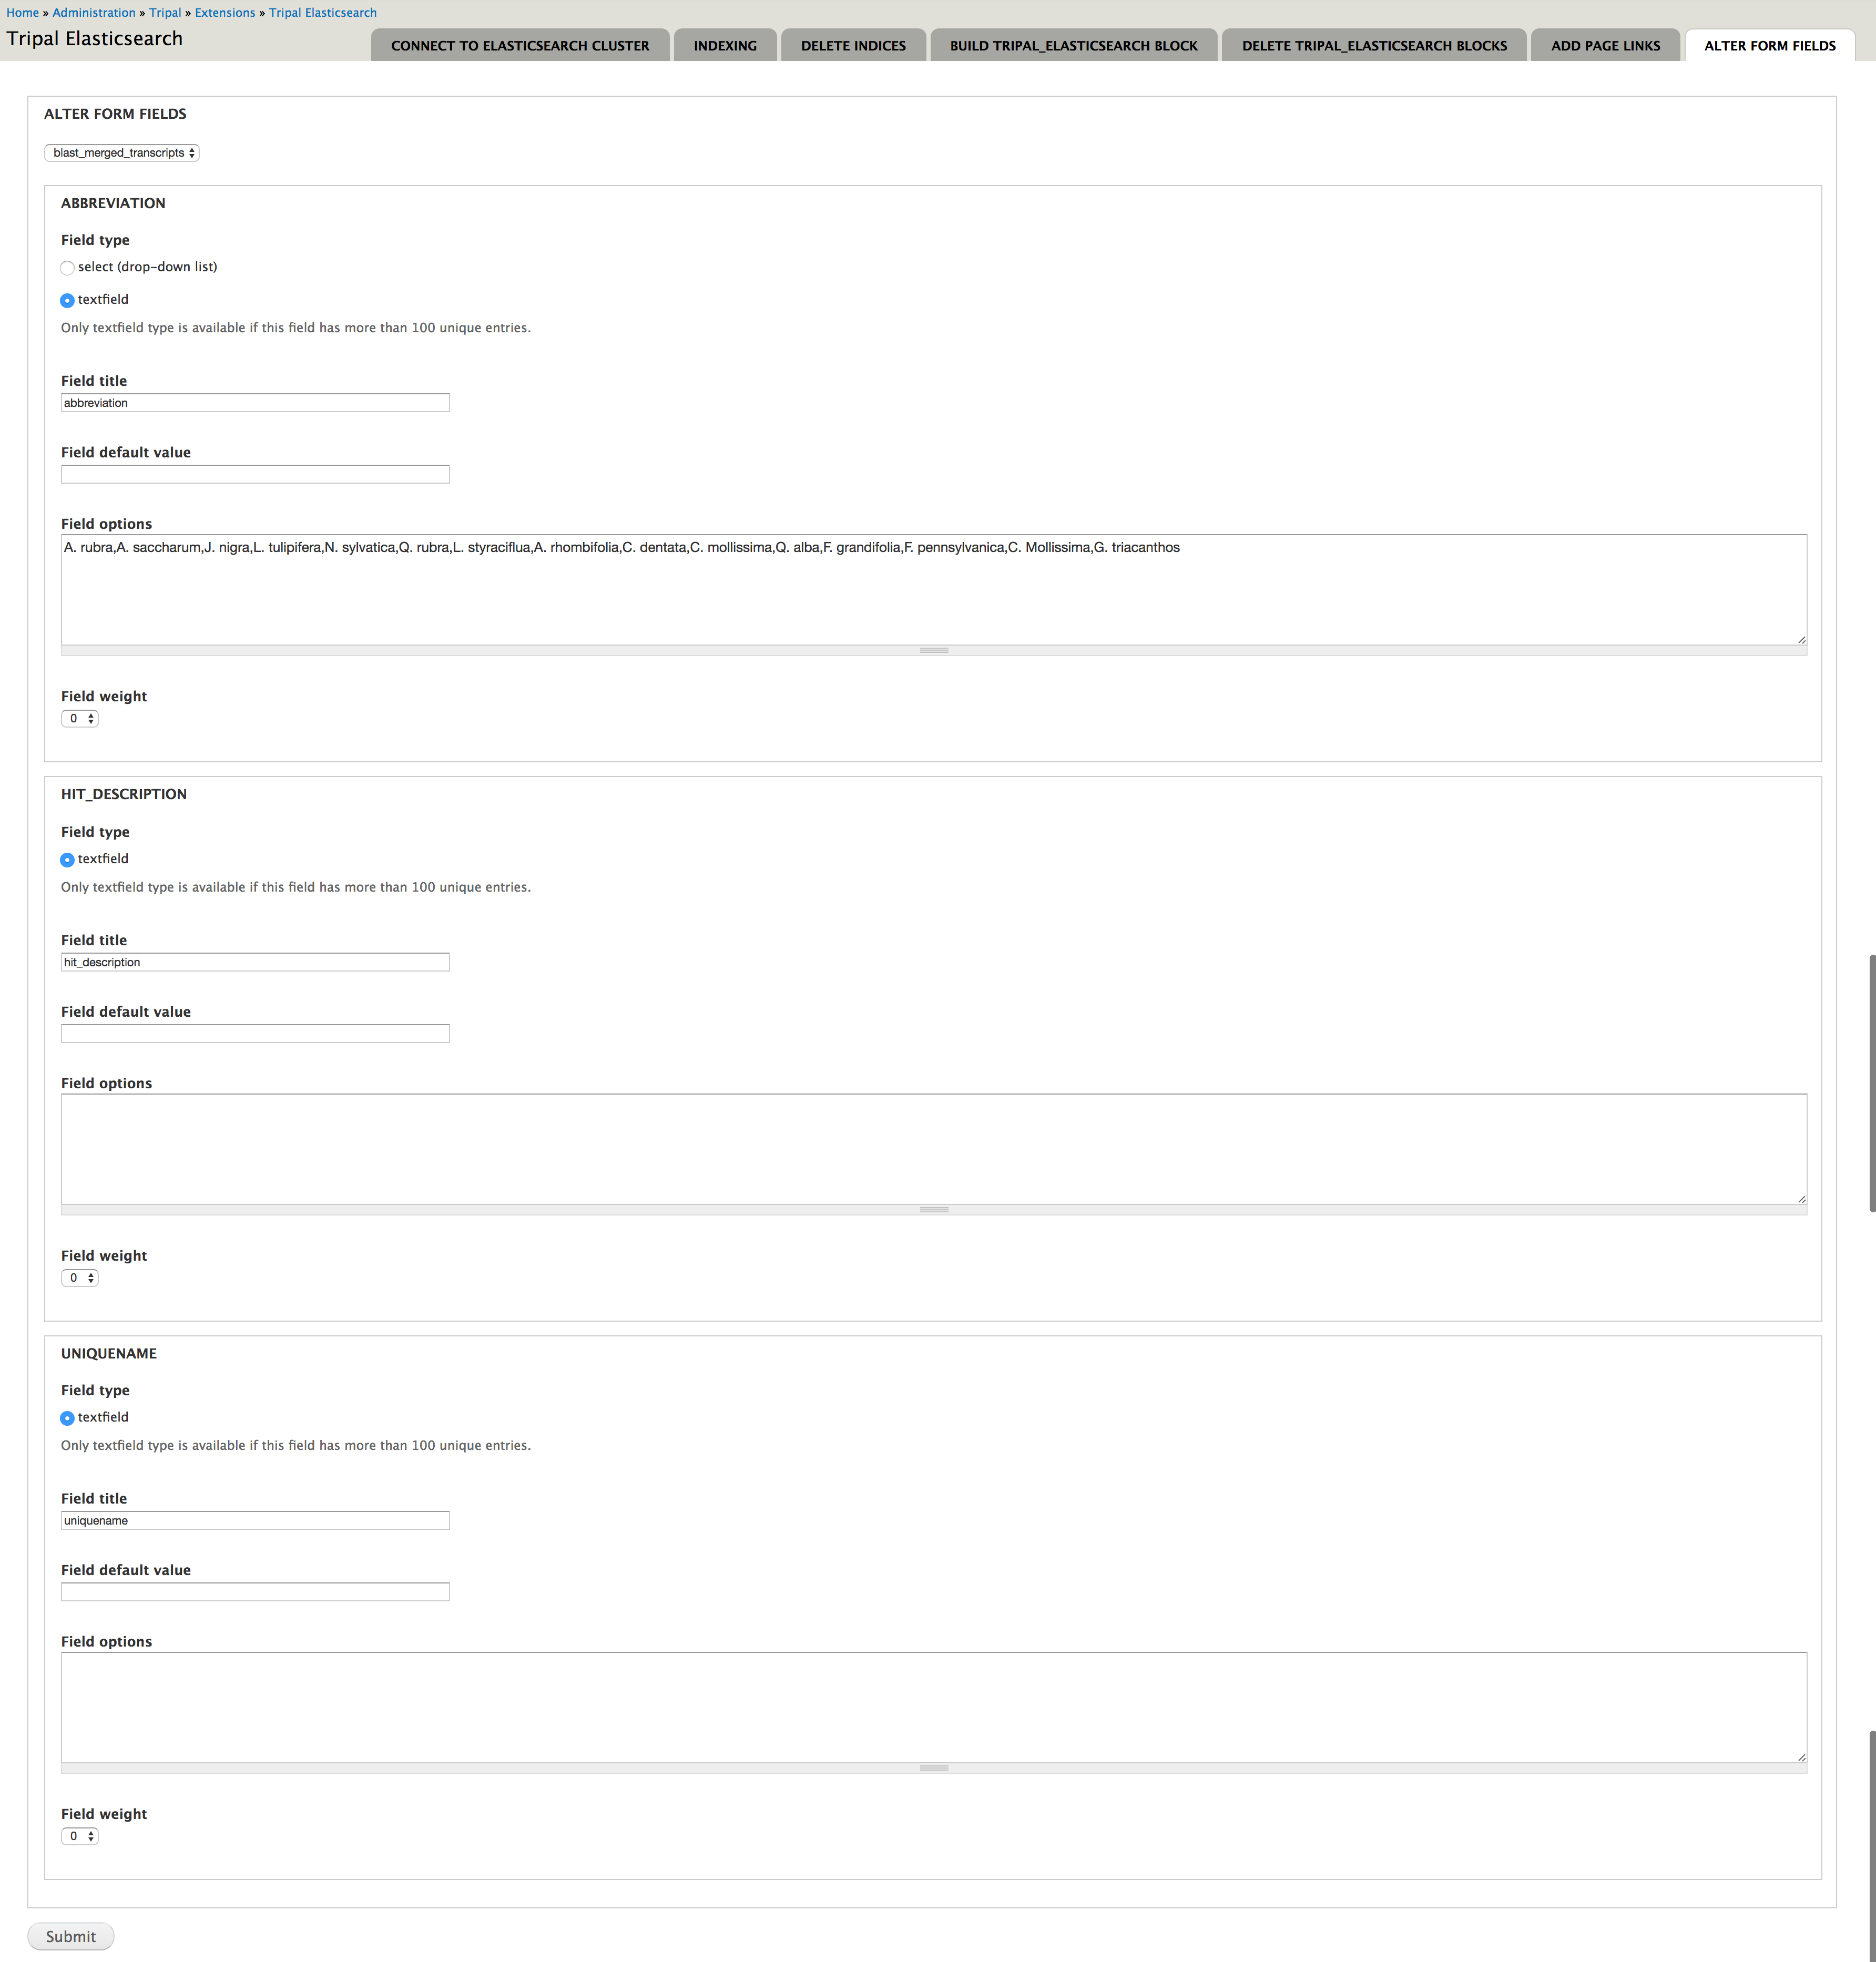 Home » Administration » Tripal » Extensions » Tripal Elasticsearch
Tripal Elasticsearch
CONNECT TO ELASTICSEARCH CLUSTER
INDEXING
DELETE INDICES
BUILD TRIPAL_ELASTICSEARCH BLOCK
DELETE TRIPAL_ELASTICSEARCH BLOCKS
ADD PAGE LINKS
ALTER FORM FIELDS
ALTER FORM FIELDS
blast_merged_transcripts
ABBREVIATION
Field type
select (drop-down list)
textfield
Only textfield type is available if this field has more than 100 unique entries.
Field title
abbreviation
Field default value
Field options
A. rubra,A. saccharum,J. nigra,L. tulipifera,N. sylvatica,Q. rubra,L. styraciflua,A. rhombifolia,C. dentata,C. mollissima,Q. alba,F. grandifolia,F. pennsylvanica,C. Mollissima,G. triacanthos
Field weight
0
HIT_DESCRIPTION
Field type
textfield
Only textfield type is available if this field has more than 100 unique entries.
Field title
hit_description
Field default value
Field options
Field weight
0
UNIQUENAME
Field type
textfield
Only textfield type is available if this field has more than 100 unique entries.
Field title
uniquename
Field default value
Field options
Field weight
0
Submit